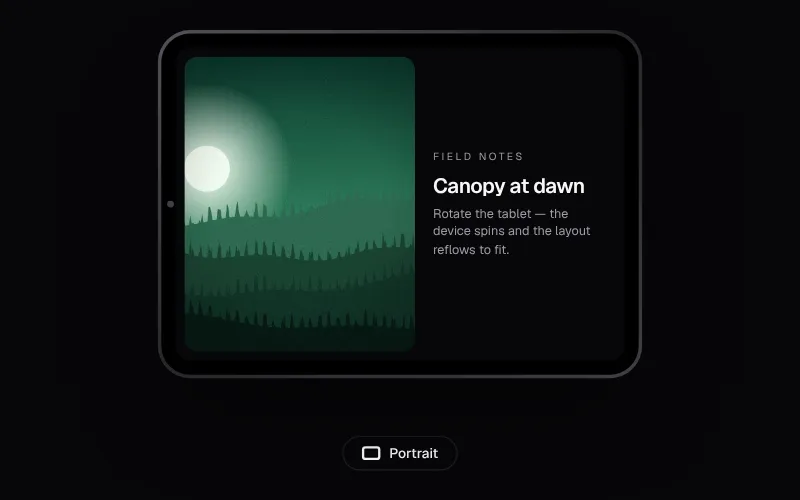 FIELD NOTES
Canopy at dawn
Rotate the tablet — the
device spins and the layout
reflows to fit.
Portrait